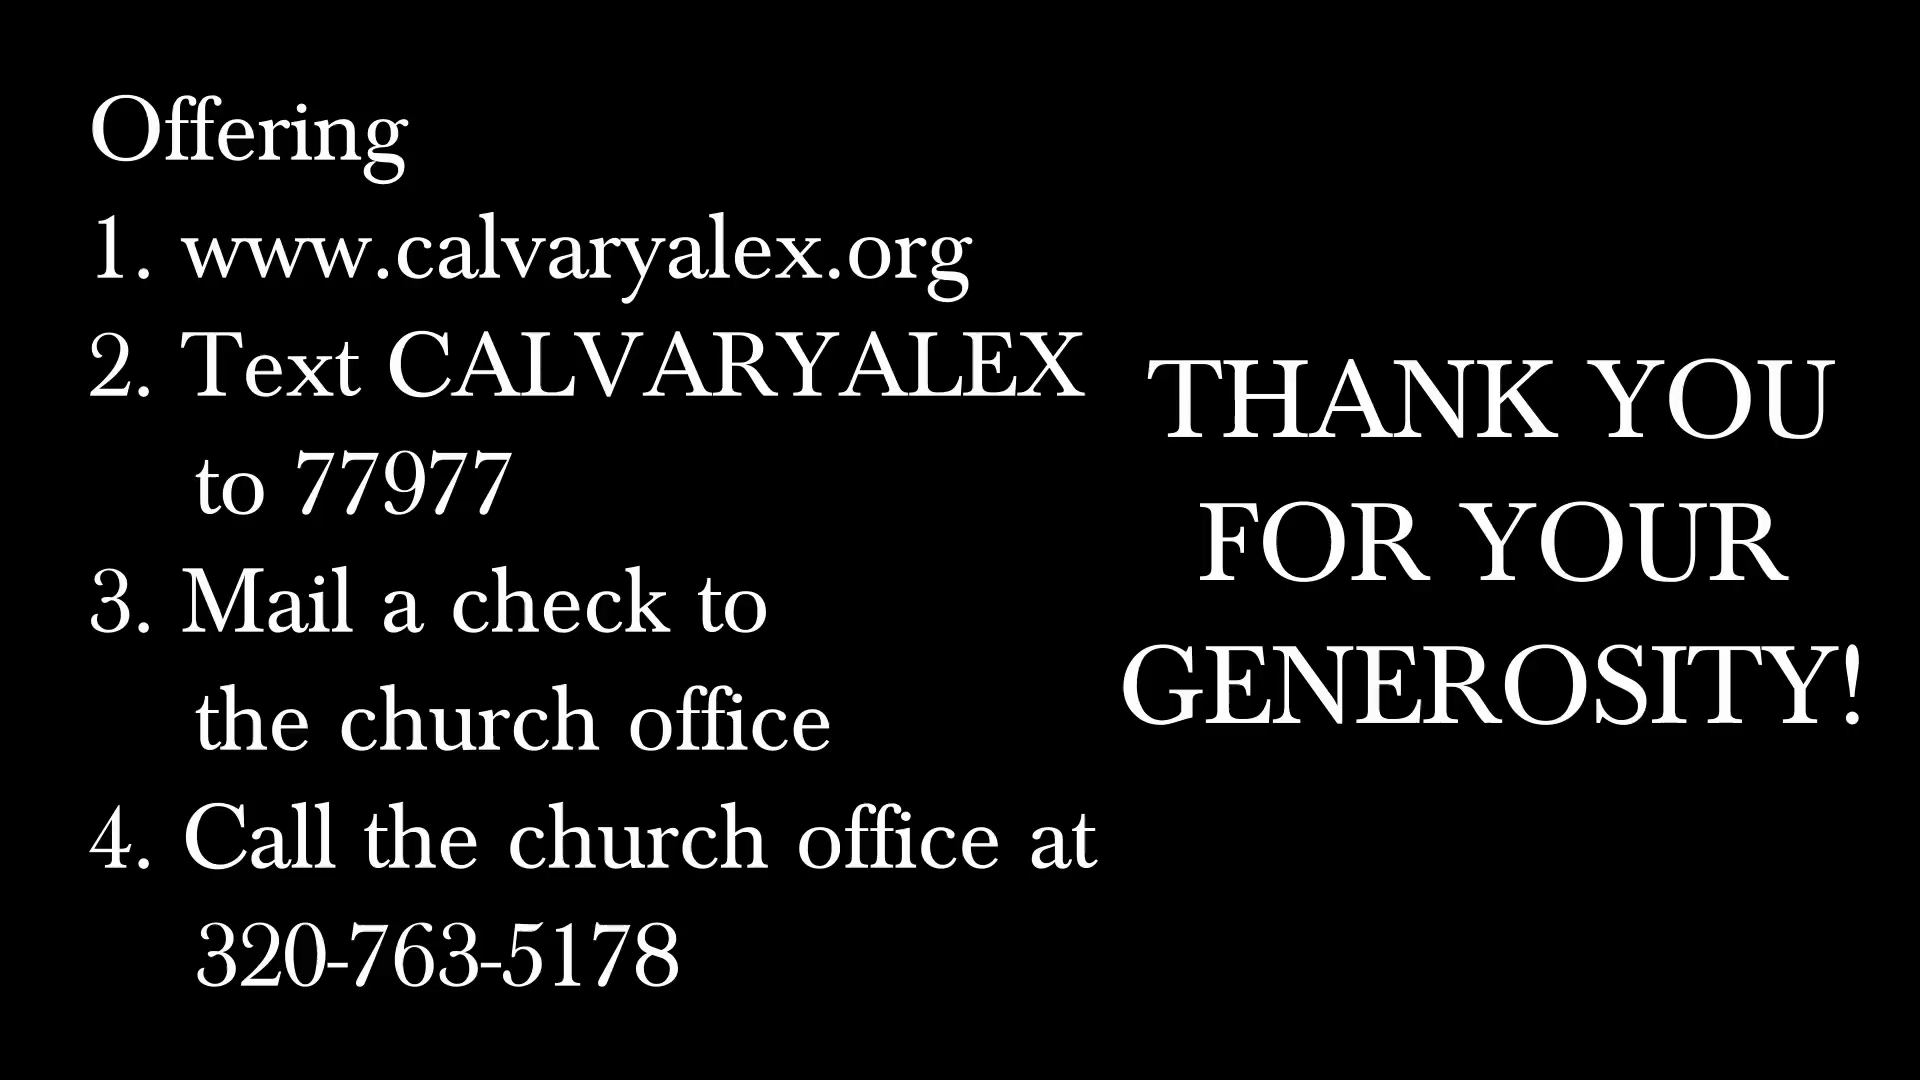 Offering
1. www.calvaryalex.org
2. Text CALVARYALEX
to 77977
3. Mail a check to
the church office
4. Call the church office at
320-763-5178
THANK YOU
FOR YOUR
GENEROSITY!